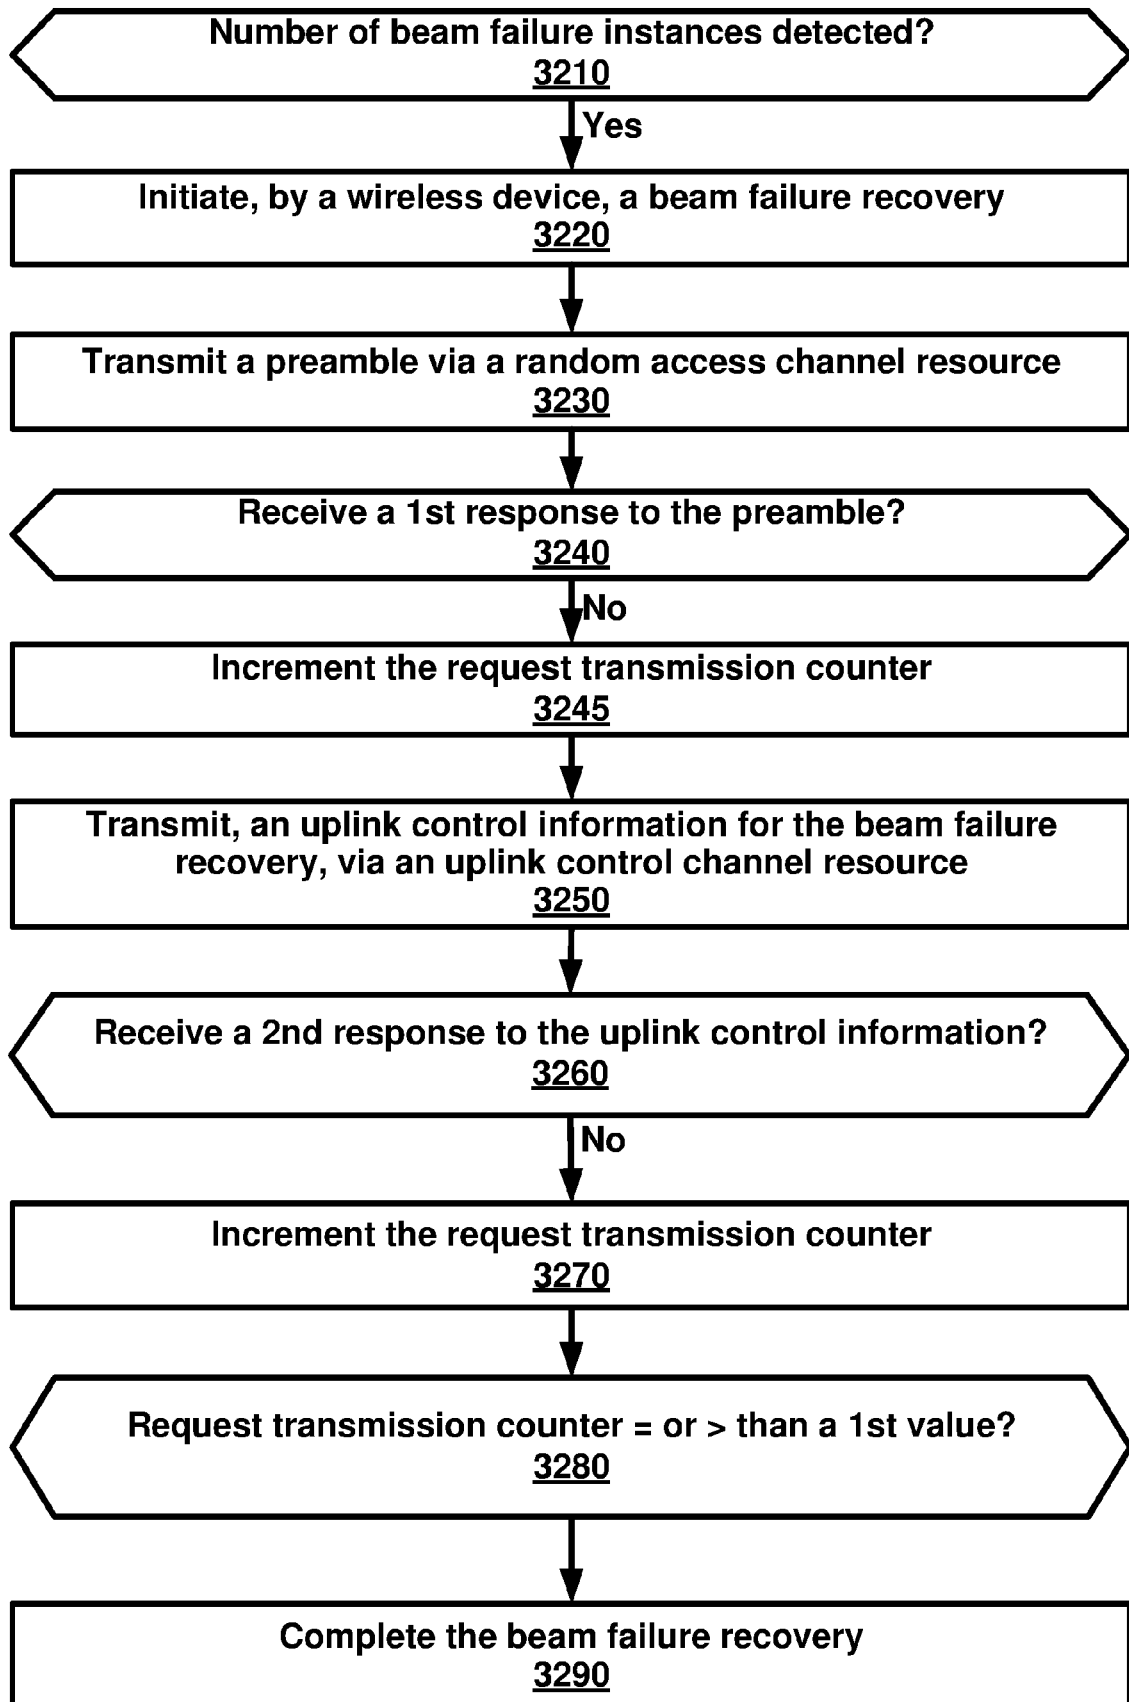 Number of beam failure instances detected?
3210
Yes
Initiate, by a wireless device, a beam failure recovery
3220
Transmit a preamble via a random access channel resource
3230
Receive a 1st response to the preamble?
3240
No
Increment the request transmission counter
3245
Transmit, an uplink control information for the beam failure
recovery, via an uplink control channel resource
3250
Receive a 2nd response to the uplink control information?
3260
No
Increment the request transmission counter
3270
Request transmission counter = or > than a 1st value?
3280
Complete the beam failure recovery
3290